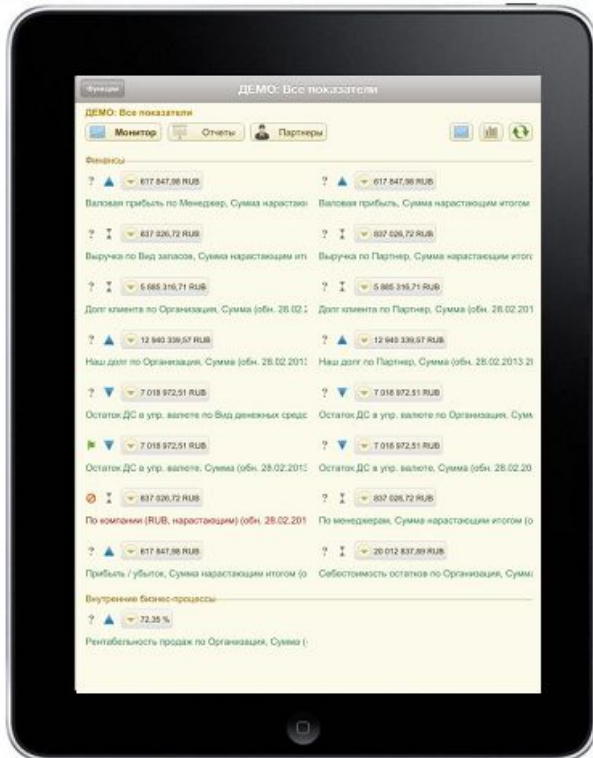 Функции
ДЕМО: Все показатели
ДЕМО: Все показатели
Монитор Отчеты Партнеры
Финансы
? 617 847,98 RUB ? 617 847,98 RUB
Валовая прибыль по Менеджер, Сумма нарастаю Валовая прибыль, Сумма нарастающим итогом
? 837 026,72 RUB ? 837 026,72 RUB
Выручка по Вид запасов, Сумма нарастающим ит Выручка по Партнер, Сумма нарастающим итог
? 5 885 316,71 RUB ? 5 885 316,71 RUB
Долг клиента по Организация, Сумма (обн. 28.02. Долг клиента по Партнер, Сумма (обн. 28.02.201
? 12 940 339,57 RUB ? 12 940 339,57 RUB
Наш долг по Организация, Сумма (обн. 28.02.2013 Наш долг по Партнер, Сумма (обн. 28.02.2013 2
? 7 018 972,51 RUB ? 7 018 972,51 RUB
Остаток ДС в упр. валюте по Вид денежных средс Остаток ДС в упр. валюте по Организация, Сумм
7 018 972,51 RUB ? 7 018 972,51 RUB
Остаток ДС в упр. валюте, Сумма (обн. 28.02.2013 Остаток ДС в упр. валюте, Сумма (обн. 28.02.20
837 026,72 RUB ? 837 026,72 RUB
По компании (RUB, нарастающим) (обн. 28.02.201 По менеджерам, Сумма нарастающим итогом (о
? 617 847,98 RUB ? 20 012 837,89 RUB
Прибыль / убыток, Сумма нарастающим итогом (о Себестоимость остатков по Организация, Сумм
Внутренние бизнес-процессы
? 72,35 %
Рентабельность продаж по Организация, Сумма (